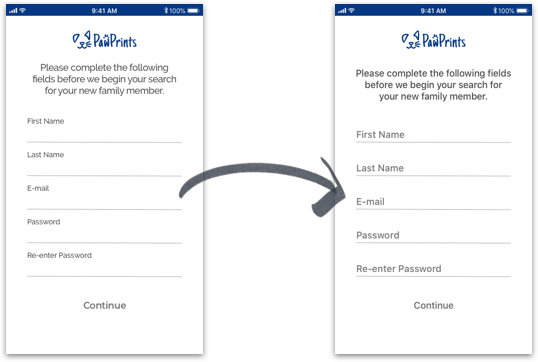 9:41 AM
100%
PawPrints
Please complete the following
fields before we begin your search
for your new family member.
First Name
Last Name
E-mail
Password
Re-enter Password
Continue
9:41 AM
100%
PawPrints
Please complete the following fields
before we begin your search for
your new family member.
First Name
Last Name
E-mail
Password
Re-enter Password
Continue